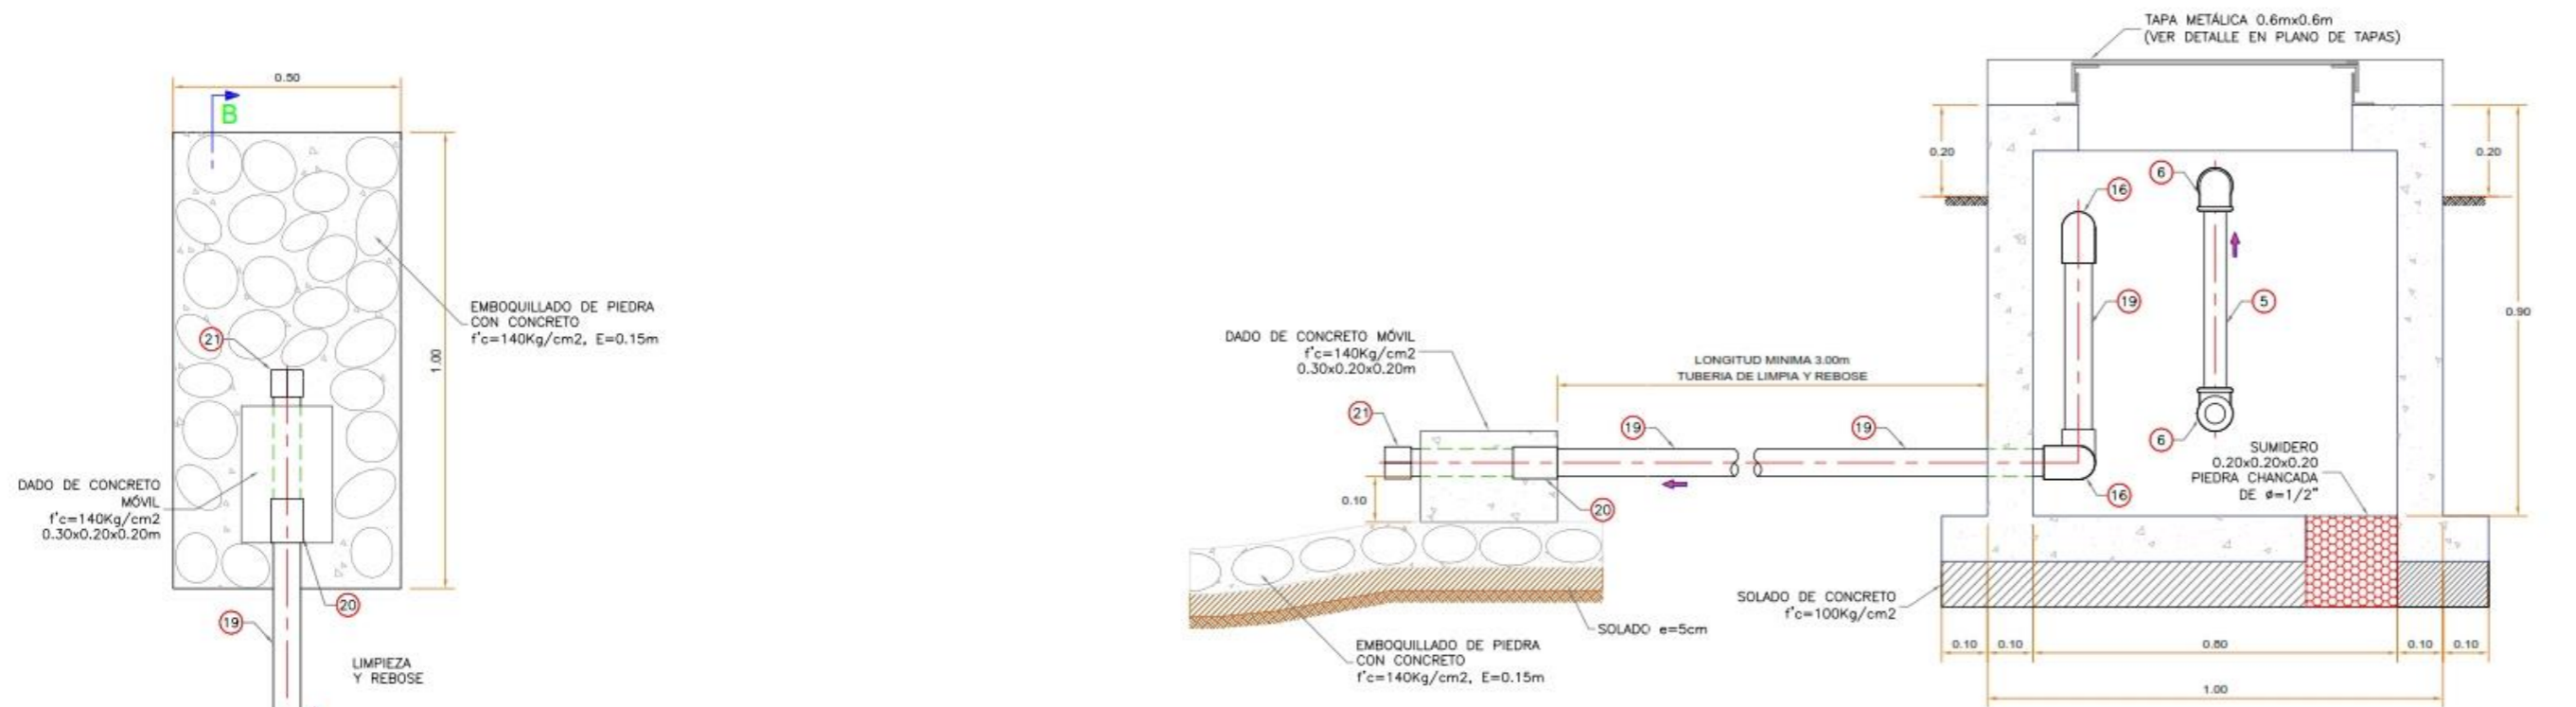 0.50
B
1.00
EMBOQUILLADO DE PIEDRA
CON CONCRETO
f'c=140Kg/cm2, E=0.15m
21
DADO DE CONCRETO
MÓVIL
f'c=140Kg/cm2
0.30x0.20x0.20m
20
19
LIMPIEZA
Y REBOSE
TAPA METÁLICA 0.6mx0.6m
(VER DETALLE EN PLANO DE TAPAS)
0.20
0.20
6
16
19
5
0.90
DADO DE CONCRETO MÓVIL
f'c=140Kg/cm2
0.30x0.20x0.20m
LONGITUD MINIMA 3.00m
TUBERIA DE LIMPIA Y REBOSE
21
19
19
6
16
SUMIDERO
0.20x0.20x0.20
PIEDRA CHANCADA
DE ø=1/2"
0.10
20
SOLADO DE CONCRETO
f'c=100Kg/cm2
SOLADO e=5cm
EMBOQUILLADO DE PIEDRA
CON CONCRETO
f'c=140Kg/cm2, E=0.15m
0.10
0.10
0.80
0.10
0.10
1.00